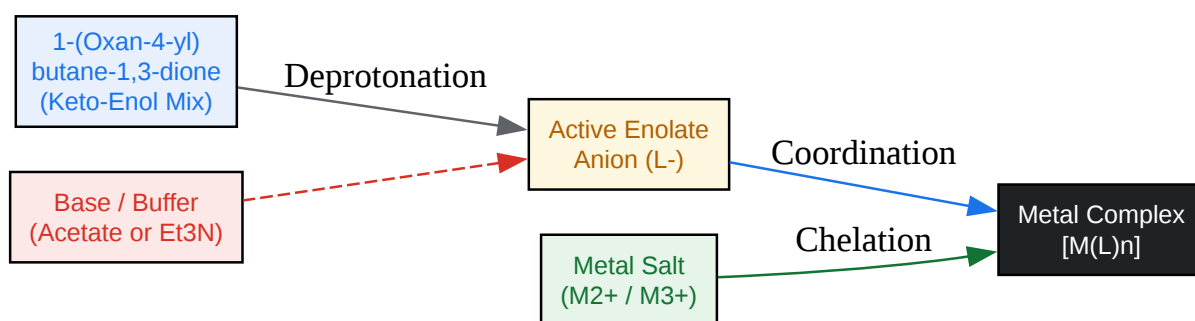 1-(Oxan-4-yl)
butane-1,3-dione
(Keto-Enol Mix)
Deprotonation
Base / Buffer
(Acetate or Et3N)
Active Enolate
Anion (L-)
Coordination
Metal Salt
(M2+ / M3+)
Chelation
Metal Complex
[M(L)n]